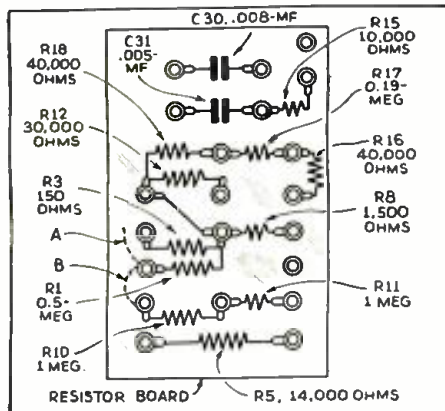 C30, .008-MF
R15
10,000
OHMS
C31
.005-
MF
R18
40,000
OHMS
R17
0.19-
MEG
R12
30,000
OHMS
R16
40,000
OHMS
R3
150
OHMS
R8
1,500
OHMS
A
B
R1
0.5-
MEG
R11
1 MEG
R10
1 MEG.
RESISTOR BOARD
R5, 14,000 OHMS